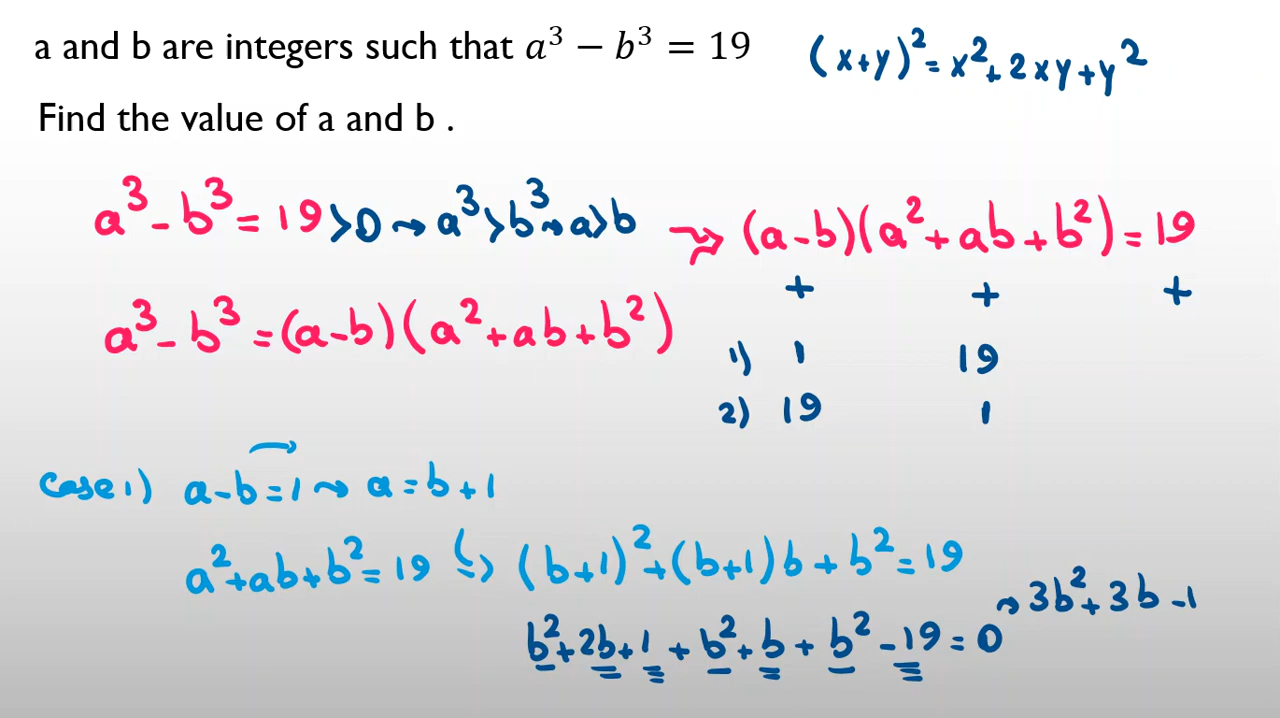 a and b are integers such that a³ − b³ = 19
(x+y)² = x² + 2xy + y²
Find the value of a and b .
a³ - b³ = 19 > 0 ⇝ a³ > b³ ⇝ a > b
⇝ (a-b)(a² + ab + b²) = 19
+ + +
a³ - b³ = (a-b)(a² + ab + b²)
1) 1 19
2) 19 1
Case 1) a-b = 1 ⇝ a = b+1
a² + ab + b² = 19 ↪ (b+1)² + (b+1)b + b² = 19
b² + 2b + 1 + b² + b + b² - 19 = 0 ⇝ 3b² + 3b - 1